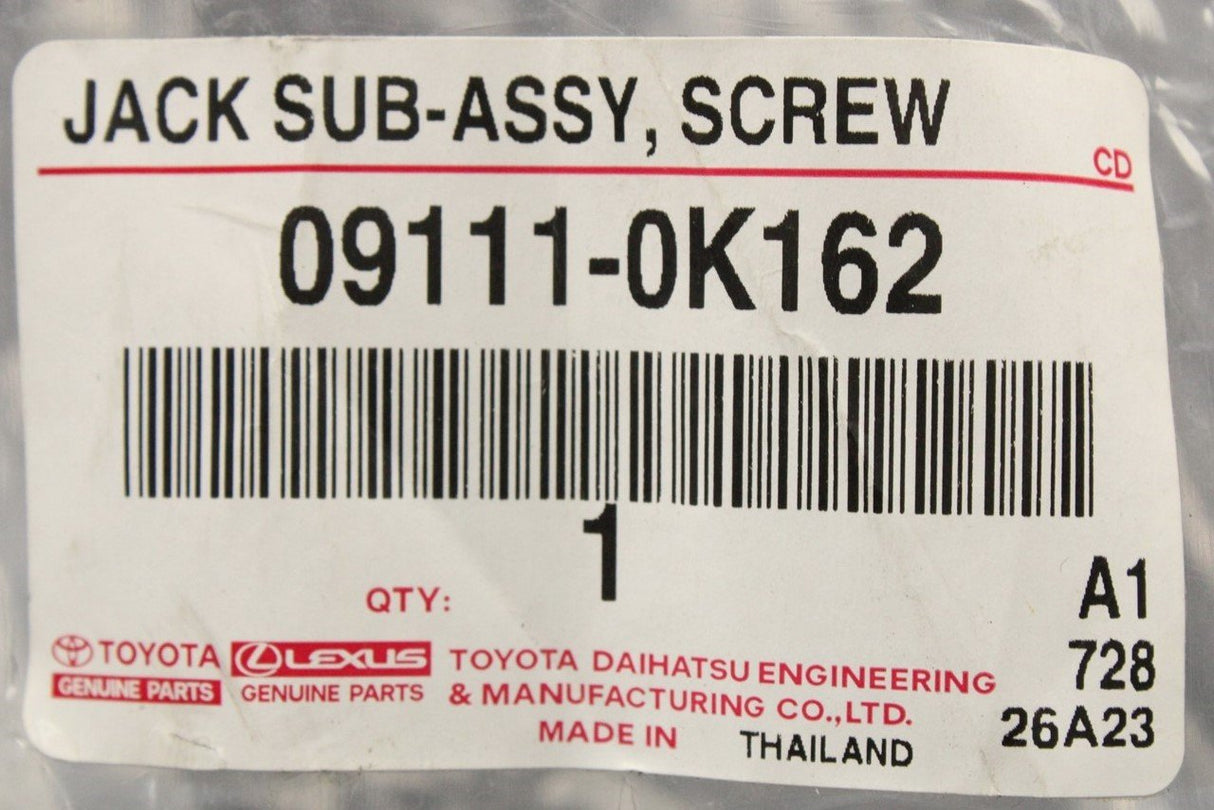 JACK SUB-ASSY, SCREW
CD
09111-0K162
1
QTY:
A1
728
26A23
TOYOTA
GENUINE PARTS
LEXUS
GENUINE PARTS
TOYOTA DAIHATSU ENGINEERING
& MANUFACTURING CO.,LTD.
MADE IN THAILAND